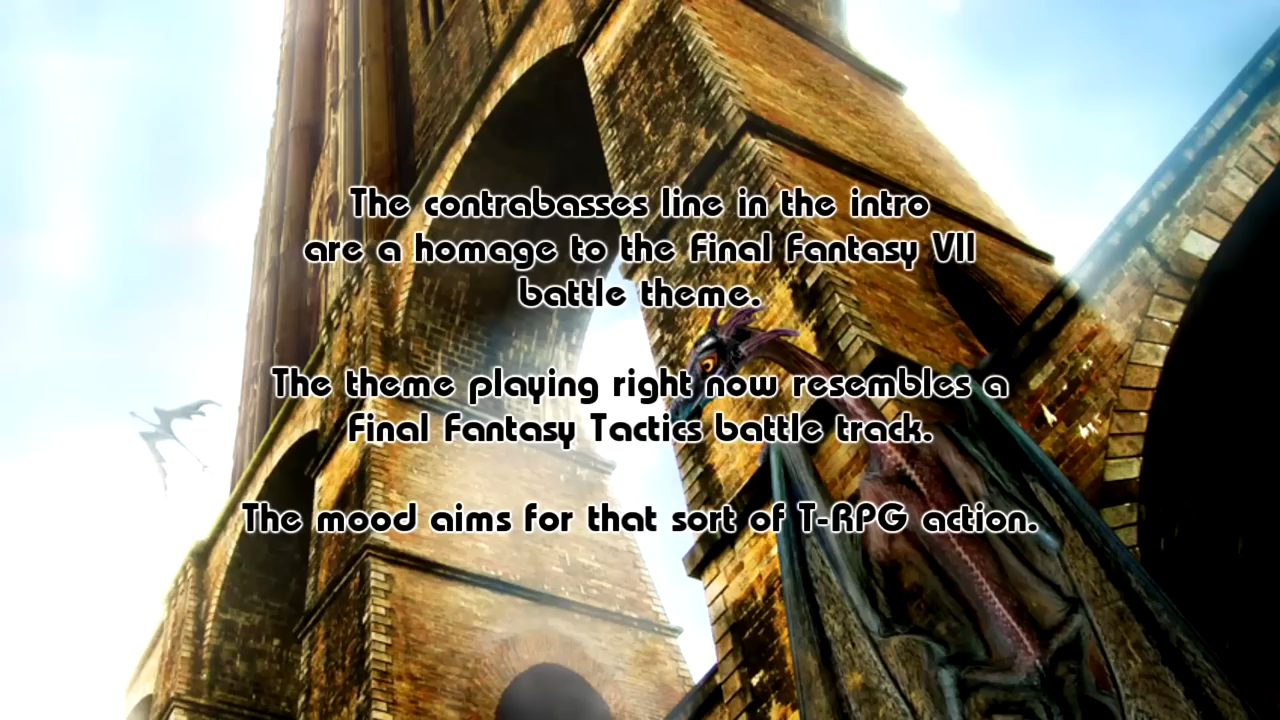 The contrabasses line in the intro
are a homage to the Final Fantasy VII
battle theme.
The theme playing right now resembles a
Final Fantasy Tactics battle track.
The mood aims for that sort of T-RPG action.